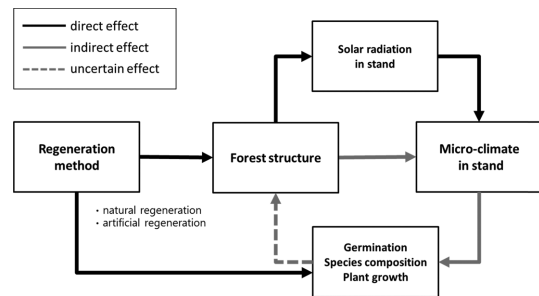 direct effect
indirect effect
uncertain effect
Solar radiation
in stand
Regeneration
method
Forest structure
Micro-climate
in stand
・natural regeneration
・artificial regeneration
Germination
Species composition
Plant growth